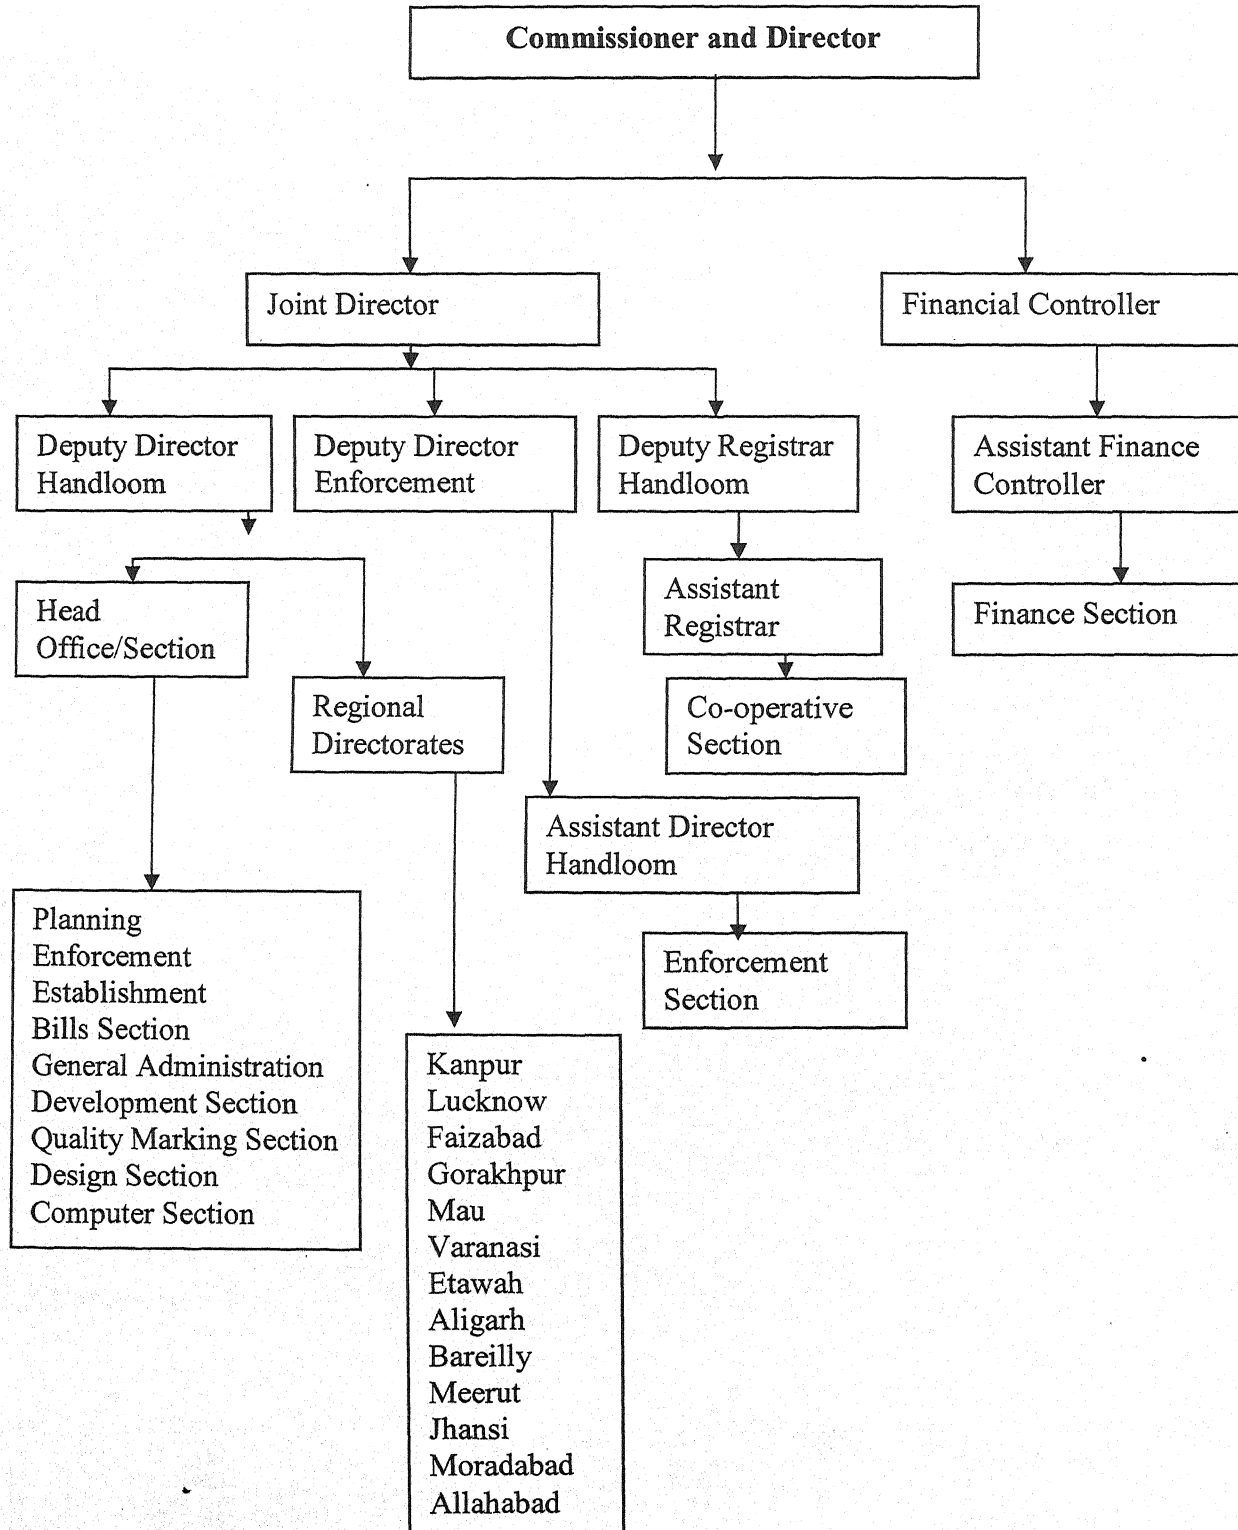 Commissioner and Director
Joint Director
Financial Controller
Deputy Director
Handloom
Deputy Director
Enforcement
Deputy Registrar
Handloom
Assistant Finance
Controller
Head
Office/Section
Assistant
Registrar
Finance Section
Regional
Directorates
Co-operative
Section
Assistant Director
Handloom
Planning
Enforcement
Establishment
Bills Section
General Administration
Development Section
Quality Marking Section
Design Section
Computer Section
Enforcement
Section
Kanpur
Lucknow
Faizabad
Gorakhpur
Mau
Varanasi
Etawah
Aligarh
Bareilly
Meerut
Jhansi
Moradabad
Allahabad